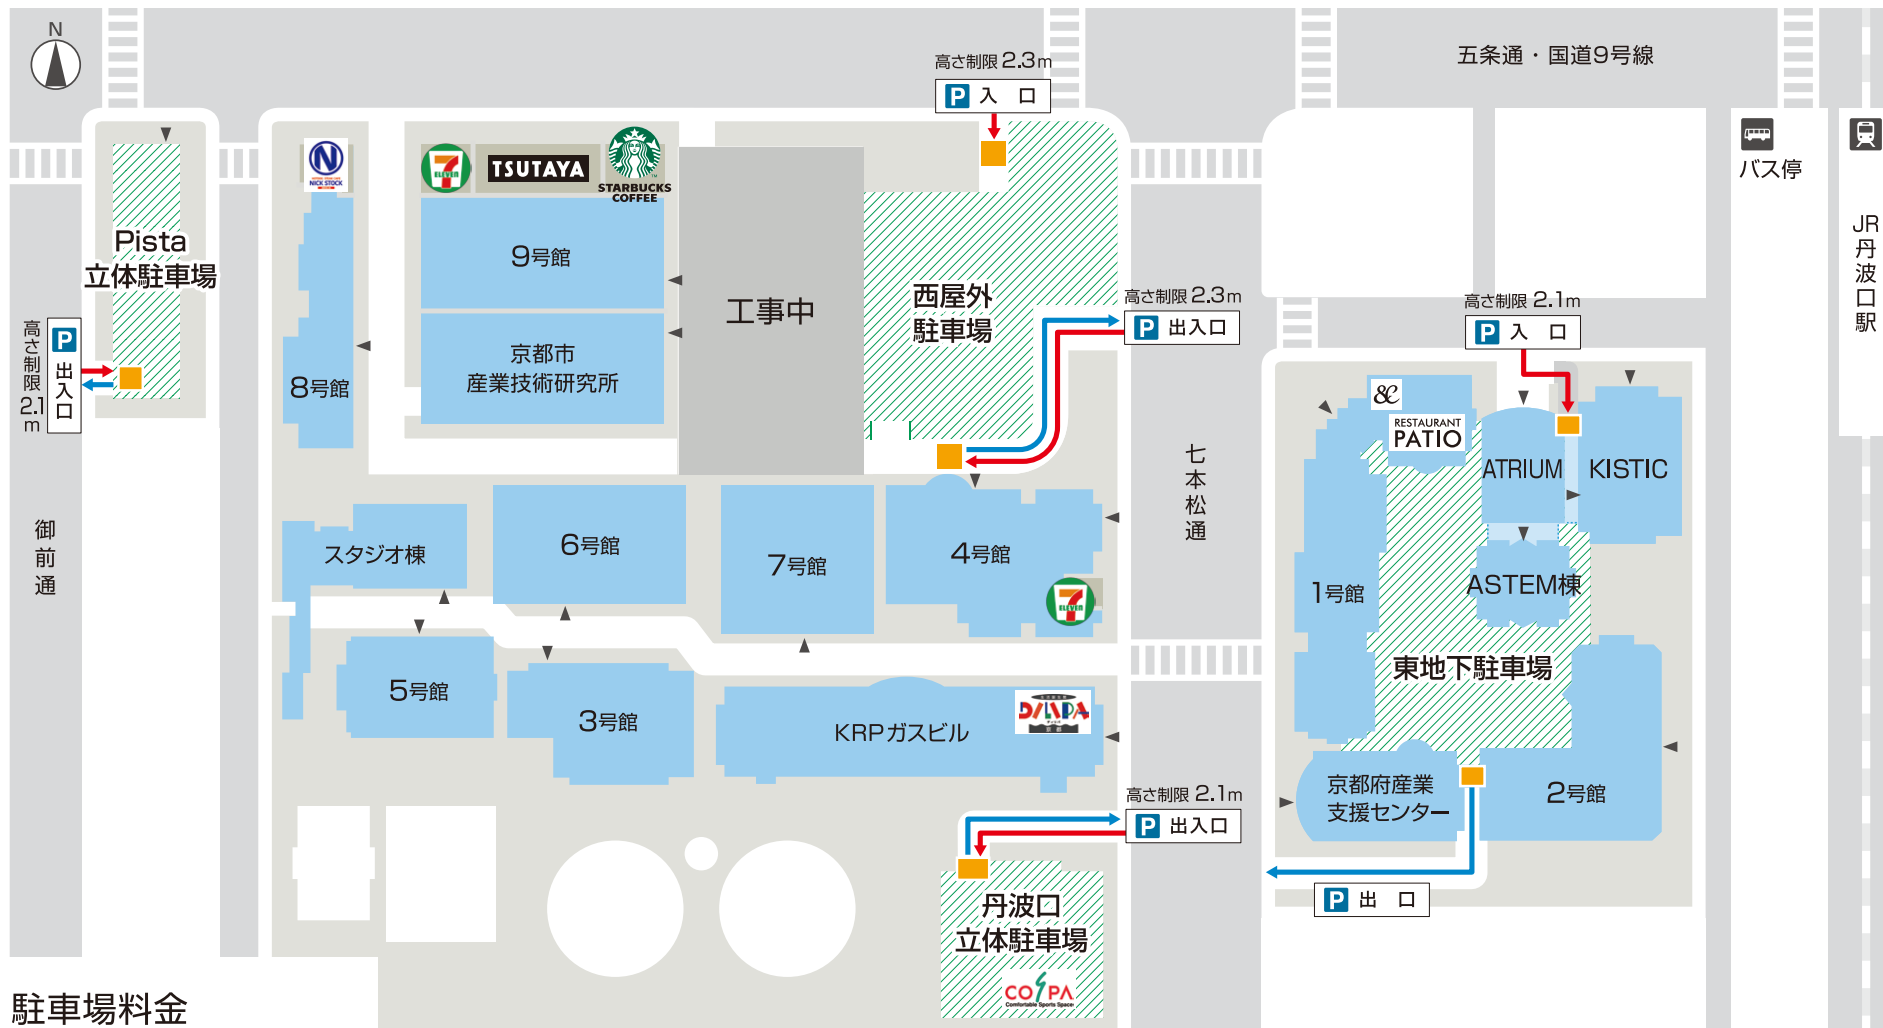 N
高さ制限 2.3m
P 入 口
五条通・国道9号線
バス停
JR丹波口駅
N
NICK STOCK
7
ELEVEN
TSUTAYA
STARBUCKS
COFFEE
Pista
立体駐車場
高さ制限2.1m
P 出入口
8号館
9号館
京都市
産業技術研究所
工事中
西屋外
駐車場
高さ制限 2.3m
P 出入口
高さ制限 2.1m
P 入 口
RESTAURANT
PATIO
ATRIUM
KISTIC
御前通
七本松通
スタジオ棟
6号館
7号館
4号館
7
ELEVEN
1号館
ASTEM棟
東地下駐車場
5号館
3号館
KRPガスビル
京都府産業
支援センター
2号館
高さ制限 2.1m
P 出入口
P 出 口
丹波口
立体駐車場
COSPA
Comfortable Sports Space
駐車場料金